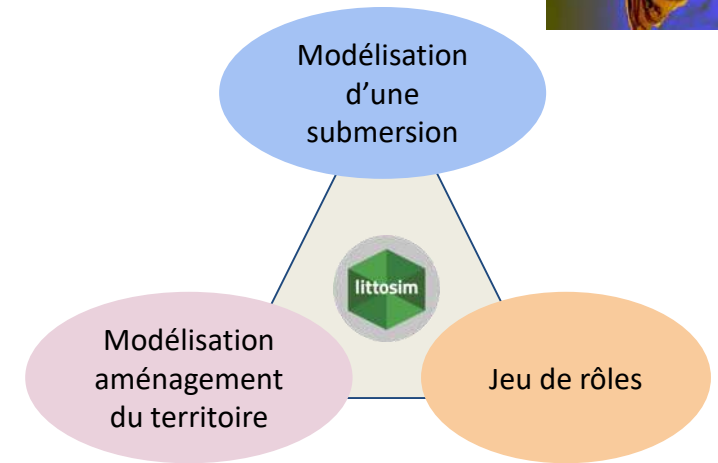 Modélisation
d’une
submersion
littosim
Modélisation
aménagement
du territoire
Jeu de rôles